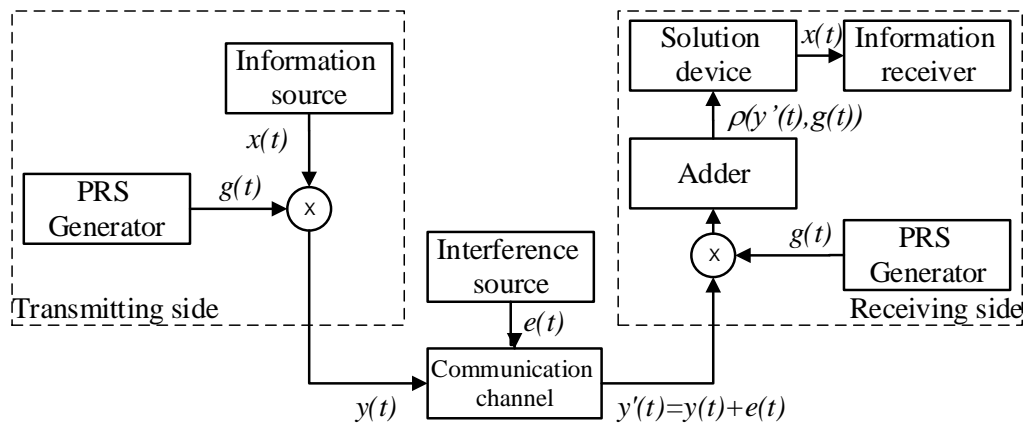 Information
source
x(t)
PRS
Generator
g(t)
x
Transmitting side
y(t)
Interference
source
e(t)
Communication
channel
y'(t)=y(t)+e(t)
Solution
device
x(t)
Information
receiver
ρ(y'(t),g(t))
Adder
x
g(t)
PRS
Generator
Receiving side